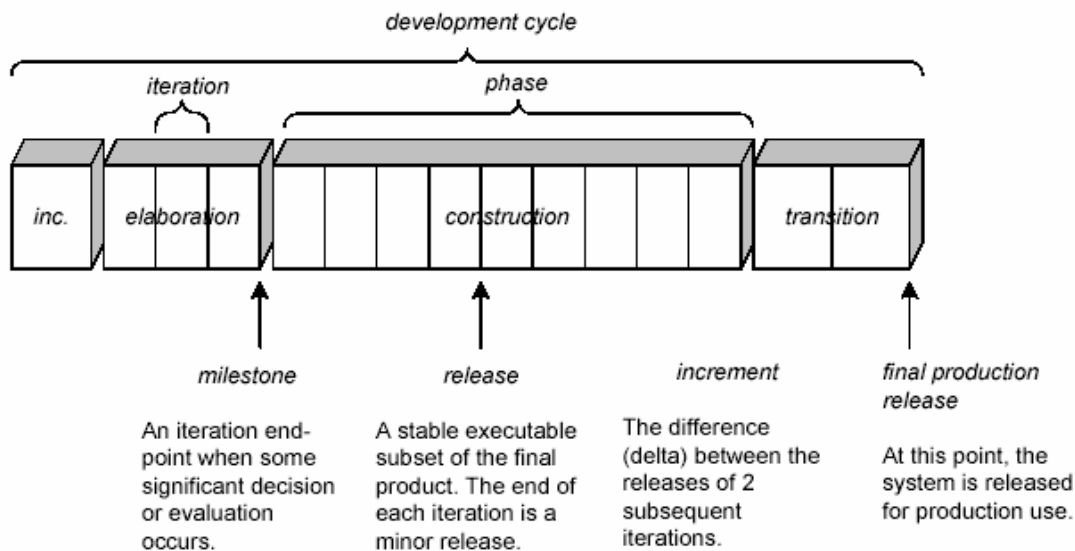 development cycle
iteration
phase
inc.
elaboration
construction
transition
milestone
An iteration end-
point when some
significant decision
or evaluation
occurs.
release
A stable executable
subset of the final
product. The end of
each iteration is a
minor release.
increment
The difference
(delta) between the
releases of 2
subsequent
iterations.
final production
release
At this point, the
system is released
for production use.